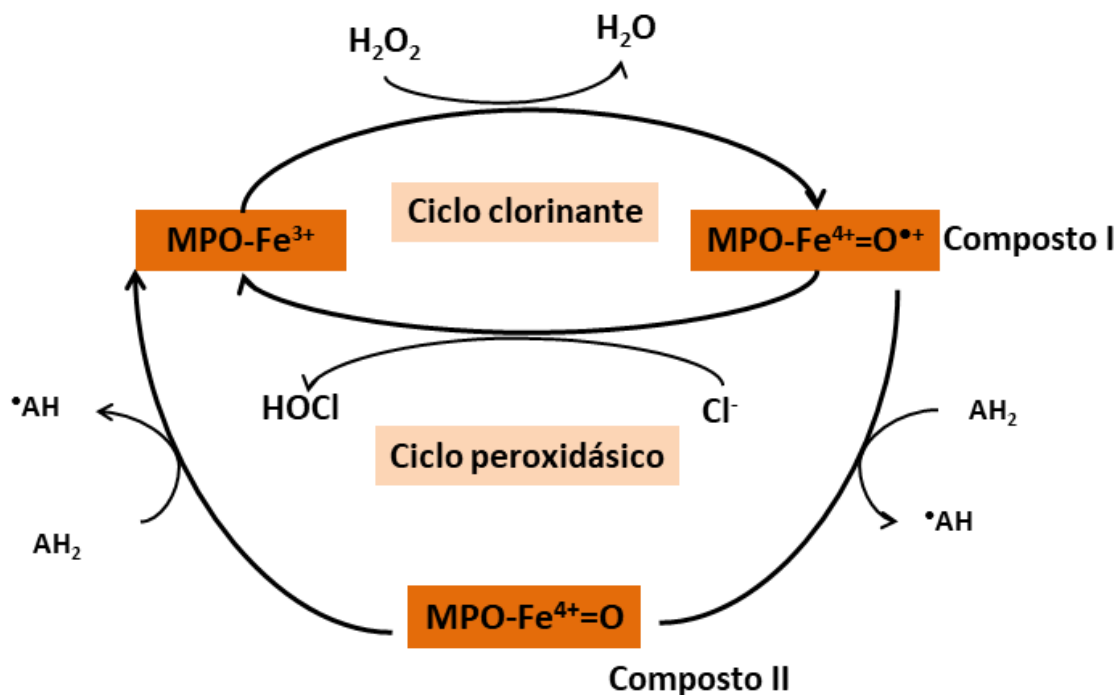 H₂O₂
H₂O
Ciclo clorinante
MPO-Fe³⁺
MPO-Fe⁴⁺=O•⁺
Composto I
HOCl
Cl⁻
•AH
AH₂
Ciclo peroxidásico
AH₂
•AH
MPO-Fe⁴⁺=O
Composto II